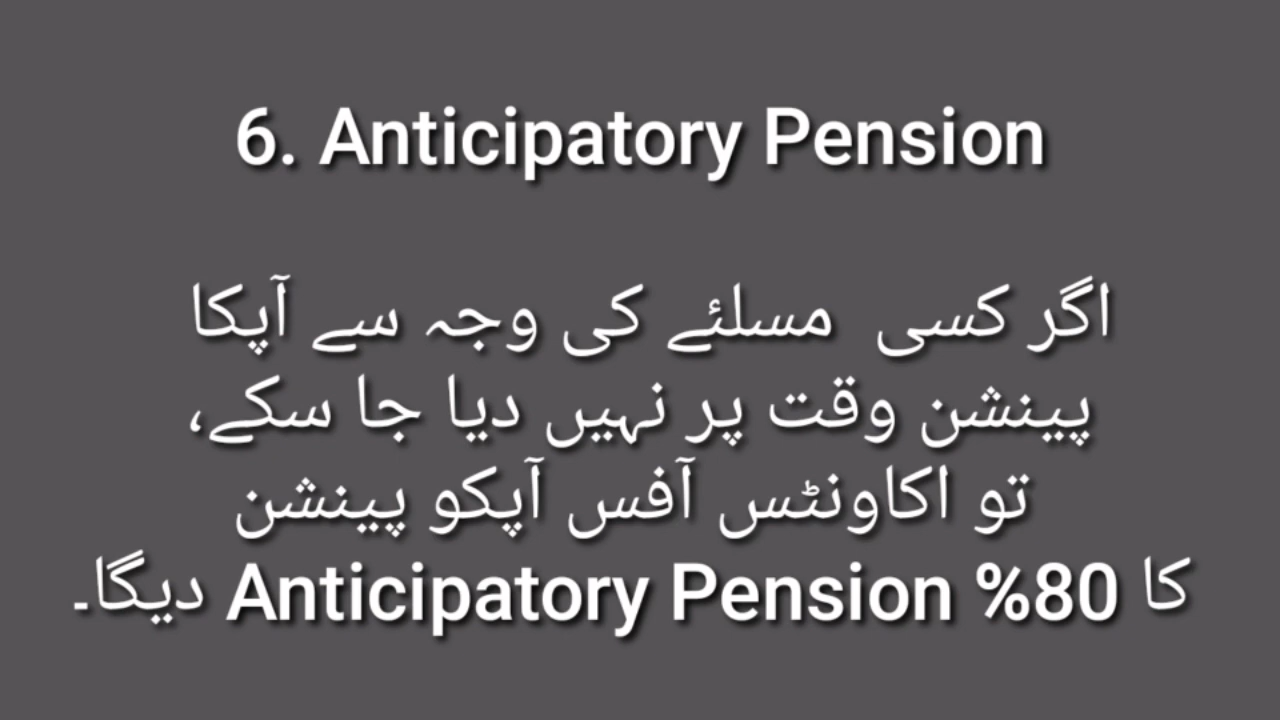 6. Anticipatory Pension
اگر کسی مسلئے کی وجہ سے آپکا
پینشن وقت پر نہیں دیا جا سکے،
تو اکاونٹس آفس آپکو پینشن
کا 80% Anticipatory Pension دیگا۔